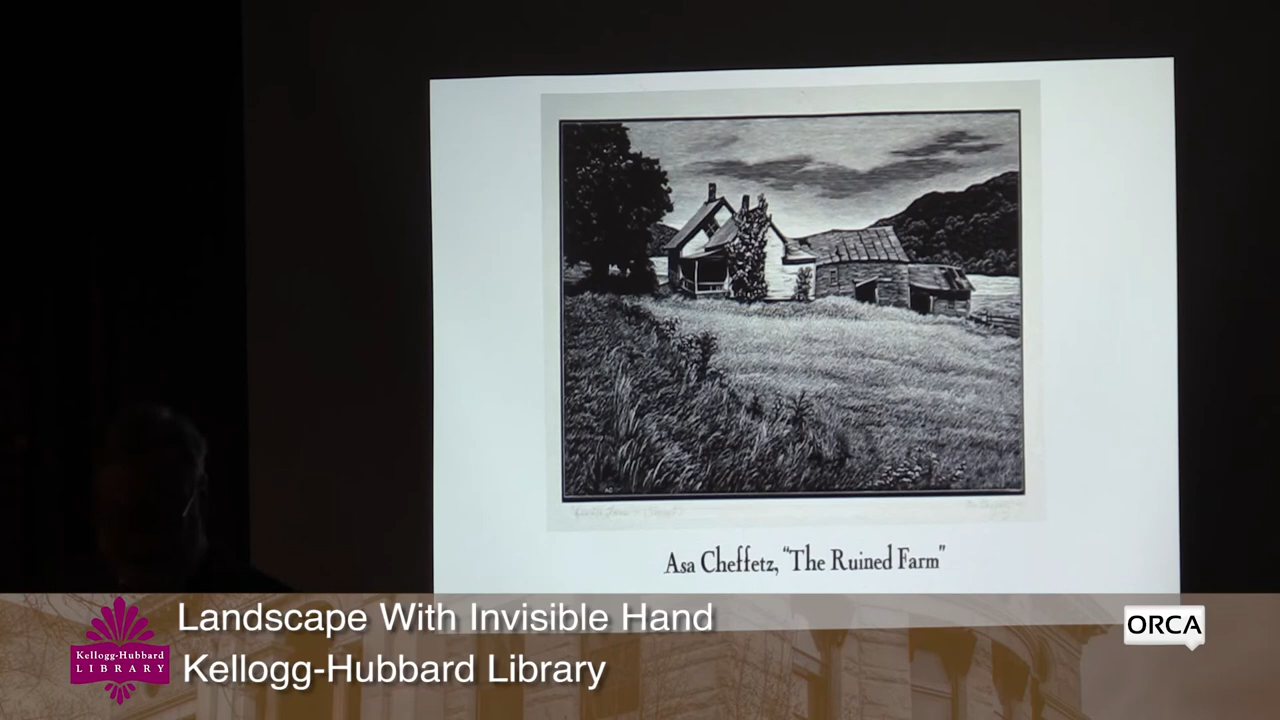 Asa Cheffetz, "The Ruined Farm"
Landscape With Invisible Hand
Kellogg-Hubbard Library
Kellogg-Hubbard
LIBRARY
ORCA